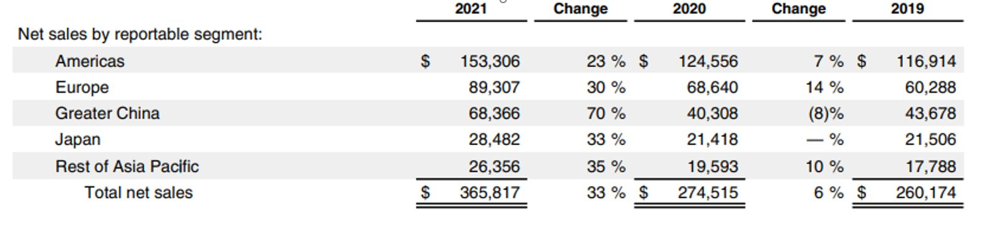 2021 Change 2020 Change 2019
Net sales by reportable segment:
Americas $ 153,306 23 % $ 124,556 7 % $ 116,914
Europe 89,307 30 % 68,640 14 % 60,288
Greater China 68,366 70 % 40,308 (8)% 43,678
Japan 28,482 33 % 21,418 — % 21,506
Rest of Asia Pacific 26,356 35 % 19,593 10 % 17,788
Total net sales $ 365,817 33 % $ 274,515 6 % $ 260,174